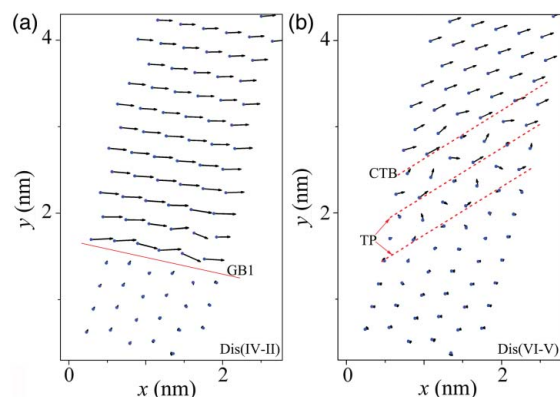 (a)
4
2
y (nm)
GB1
Dis(IV-II)
0
2
x (nm)
(b)
4
2
y (nm)
CTB
TP
Dis(VI-V)
0
2
x (nm)